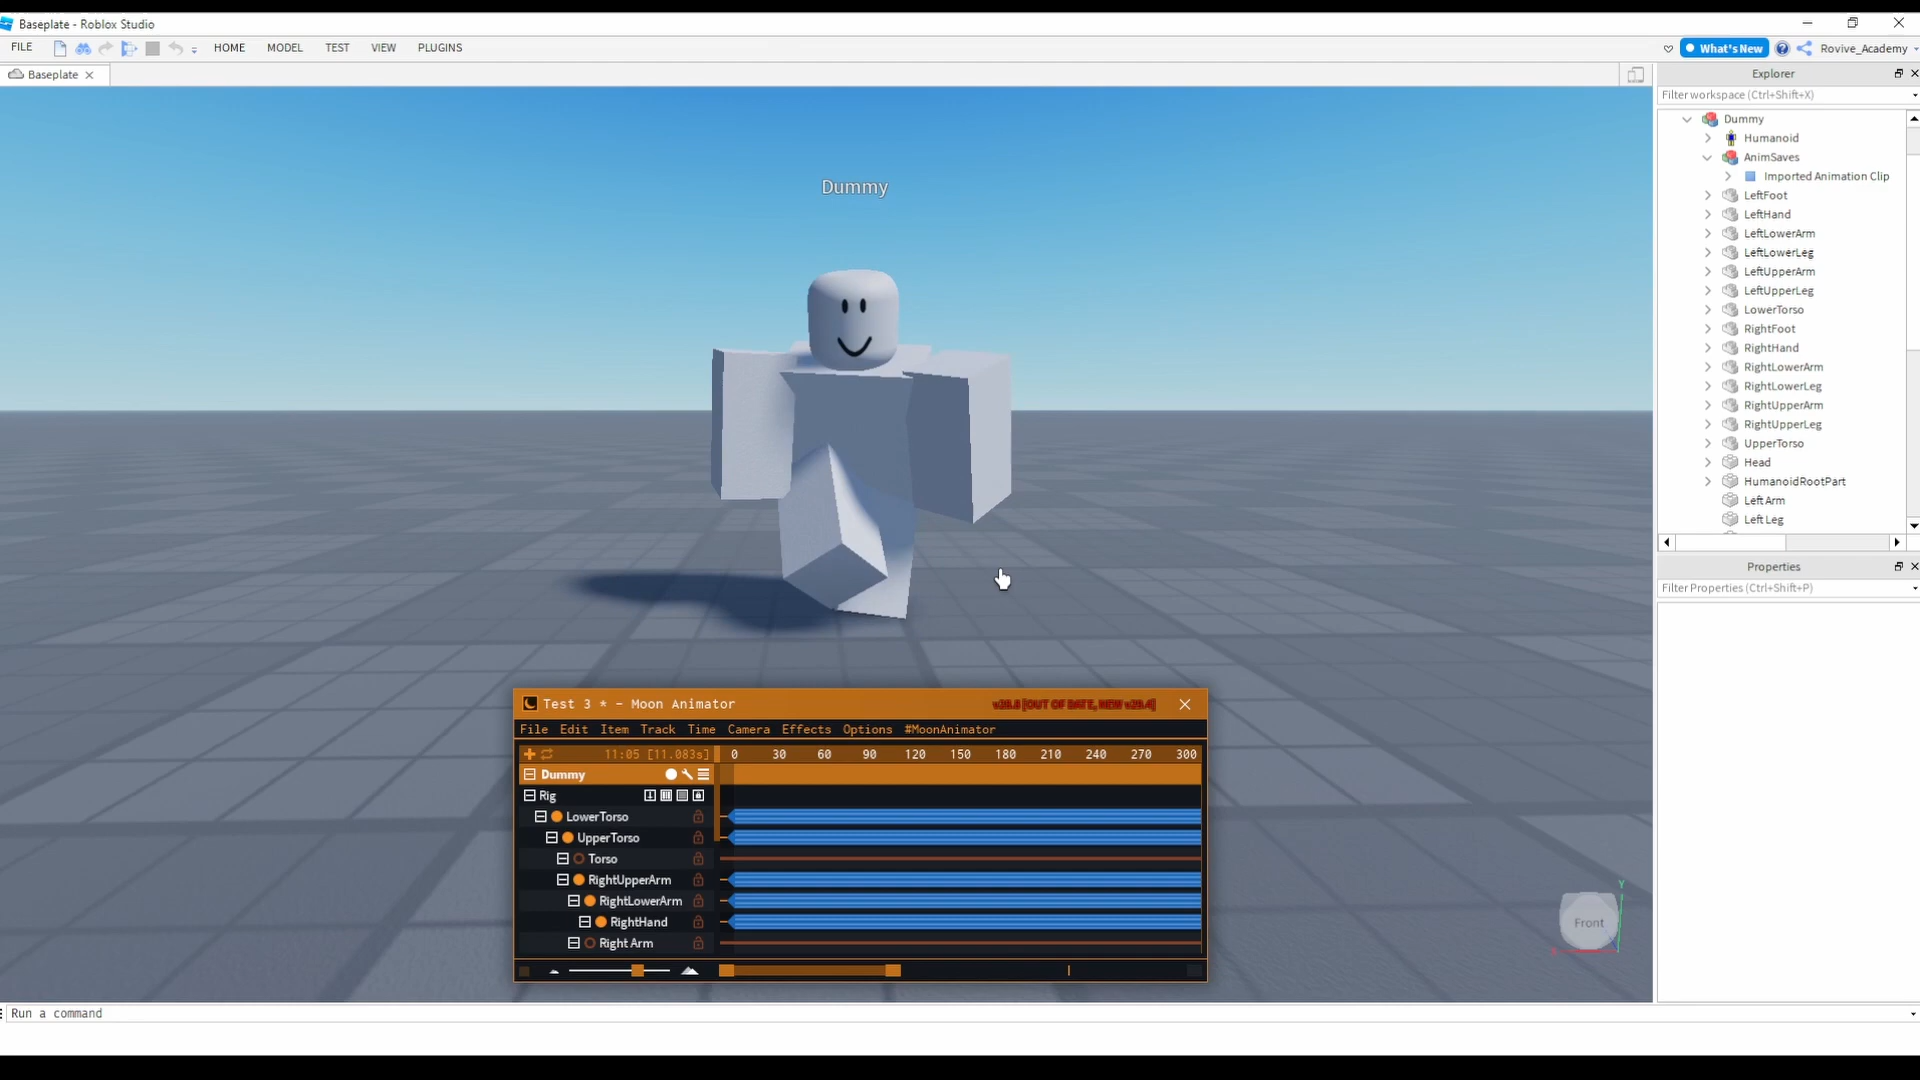 Baseplate - Roblox Studio
FILE HOME MODEL TEST VIEW PLUGINS What's New Rovive_Academy
Baseplate
Explorer
Filter workspace (Ctrl+Shift+X)
Dummy
Humanoid
AnimSaves
Imported Animation Clip
LeftFoot
LeftHand
LeftLowerArm
LeftLowerLeg
LeftUpperArm
LeftUpperLeg
LowerTorso
RightFoot
RightHand
RightLowerArm
RightLowerLeg
RightUpperArm
RightUpperLeg
UpperTorso
Head
HumanoidRootPart
Left Arm
Left Leg
Properties
Filter Properties (Ctrl+Shift+P)
Dummy
Test 3 * - Moon Animator
[OUT OF DATE, NEW
File Edit Item Track Time Camera Effects Options #MoonAnimator
11:05 [11.083s] 0 30 60 90 120 150 180 210 240 270 300
Dummy
Rig
LowerTorso
UpperTorso
Torso
RightUpperArm
RightLowerArm
RightHand
Right Arm
Front
Y
Run a command